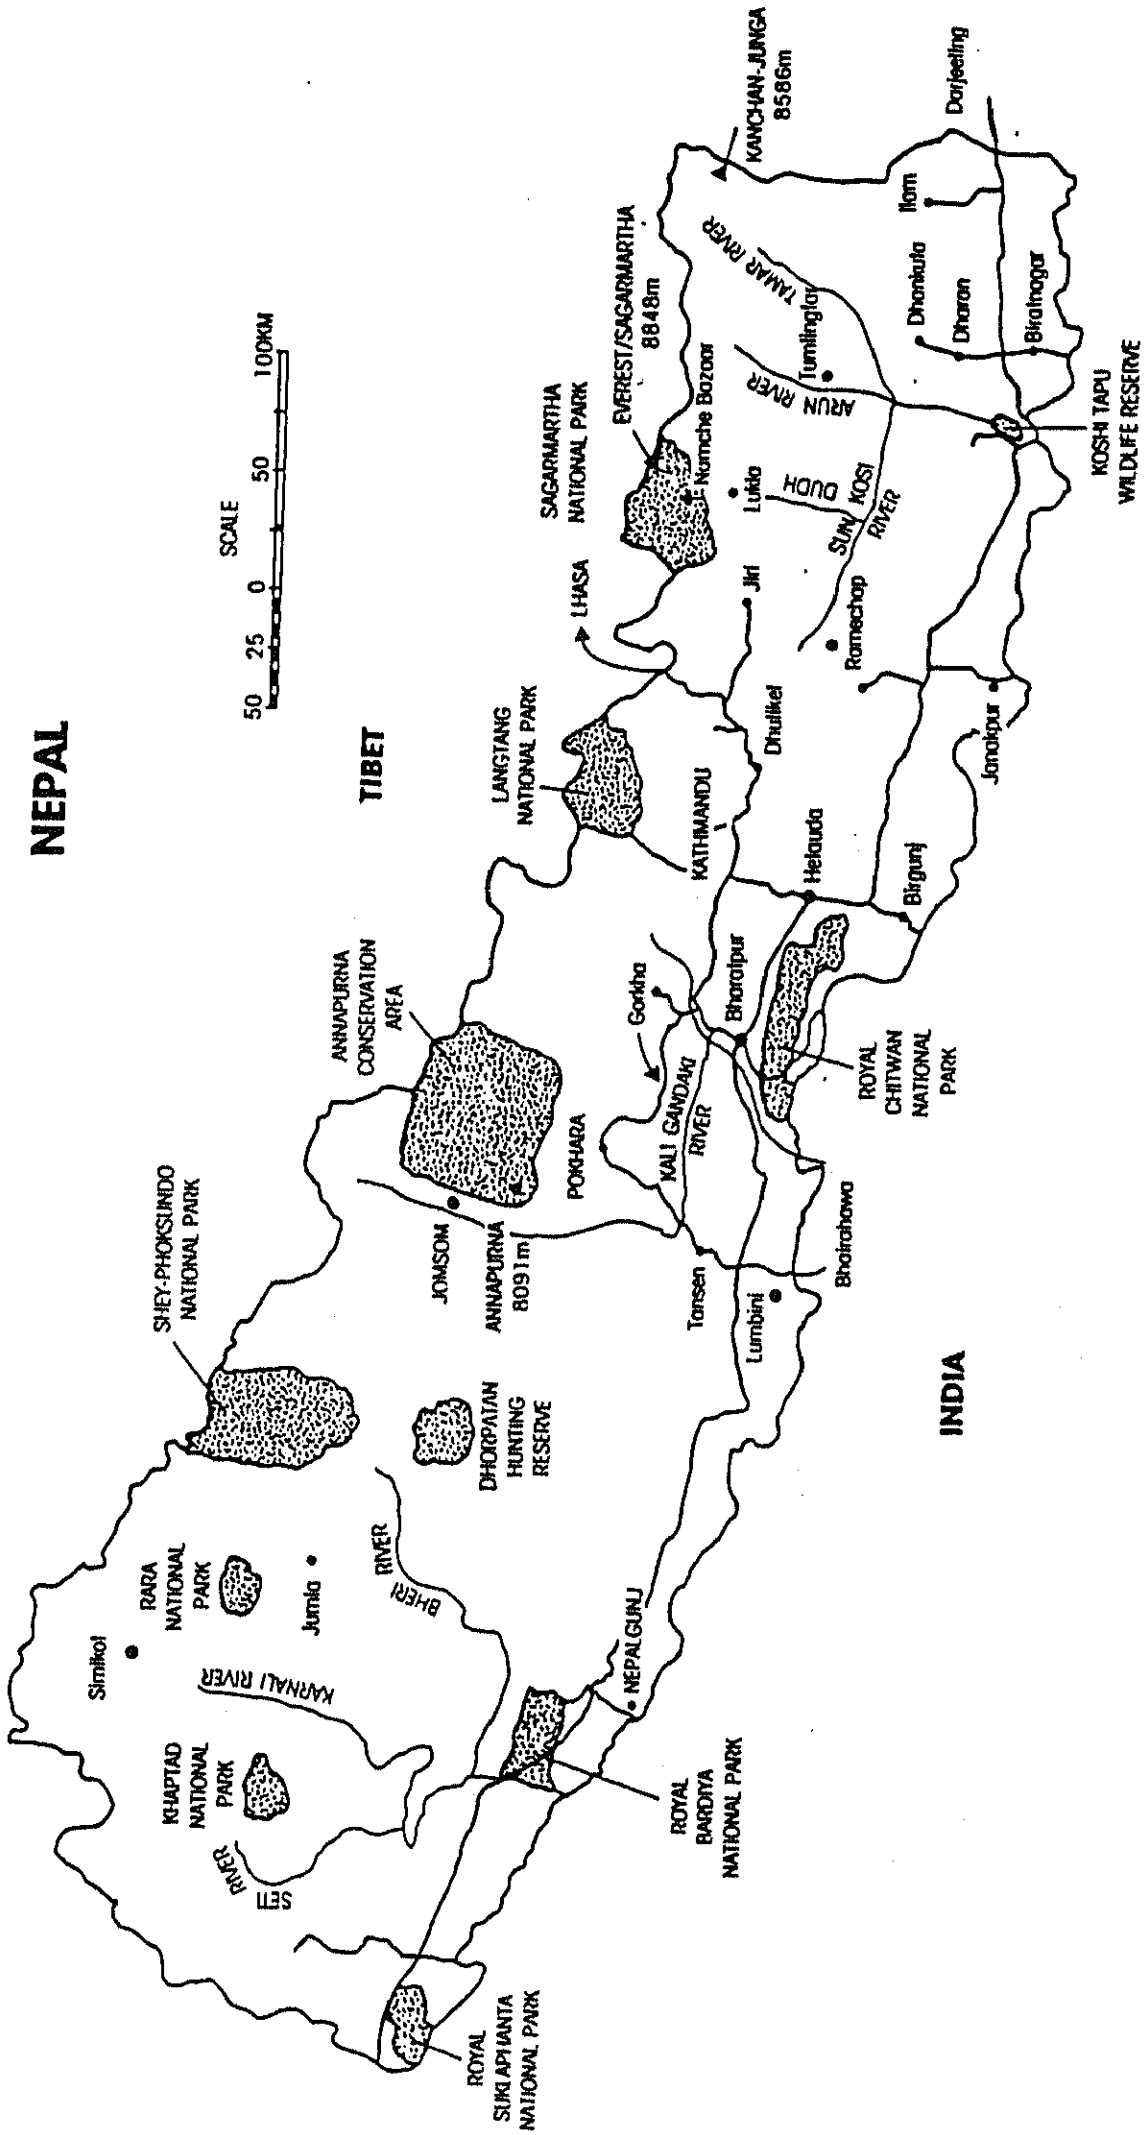 NEPAL
SCALE
50 25 0 50 100KM
TIBET
SHEY-PHOKSUNDO
NATIONAL PARK
ANNAPURNA
CONSERVATION
AREA
LANGTANG
NATIONAL PARK
LHASA
SAGARMARTHA
NATIONAL PARK
EVEREST/SAGARMARTHA
8848m
KANCHAN-JUNGA
8586m
Simikot
RARA
NATIONAL
PARK
Jumla
KHAPTAD
NATIONAL
PARK
KARNALI RIVER
SETI
RIVER
BHERI
RIVER
DHORPATAN
HUNTING
RESERVE
JOMSOM
ANNAPURNA
8091m
POKHARA
Gorkha
KALI GANDAKI
RIVER
KATHMANDU
Dhulikel
Jiri
Namche Bazaar
Lukla
DUDH
SUN KOSI
RIVER
Ramechap
ARUN RIVER
Tumlingtar
TAMAR RIVER
Dhankuta
Dharan
Biratnagar
Ilam
Darjeeling
KOSHI TAPU
WILDLIFE RESERVE
Janakpur
Birgunj
Helauda
Bharatpur
ROYAL
CHITWAN
NATIONAL
PARK
Tansen
Lumbini
Bhairahawa
NEPALGUNJ
ROYAL
BARDIYA
NATIONAL PARK
ROYAL
SUKLAPHANTA
NATIONAL PARK
INDIA